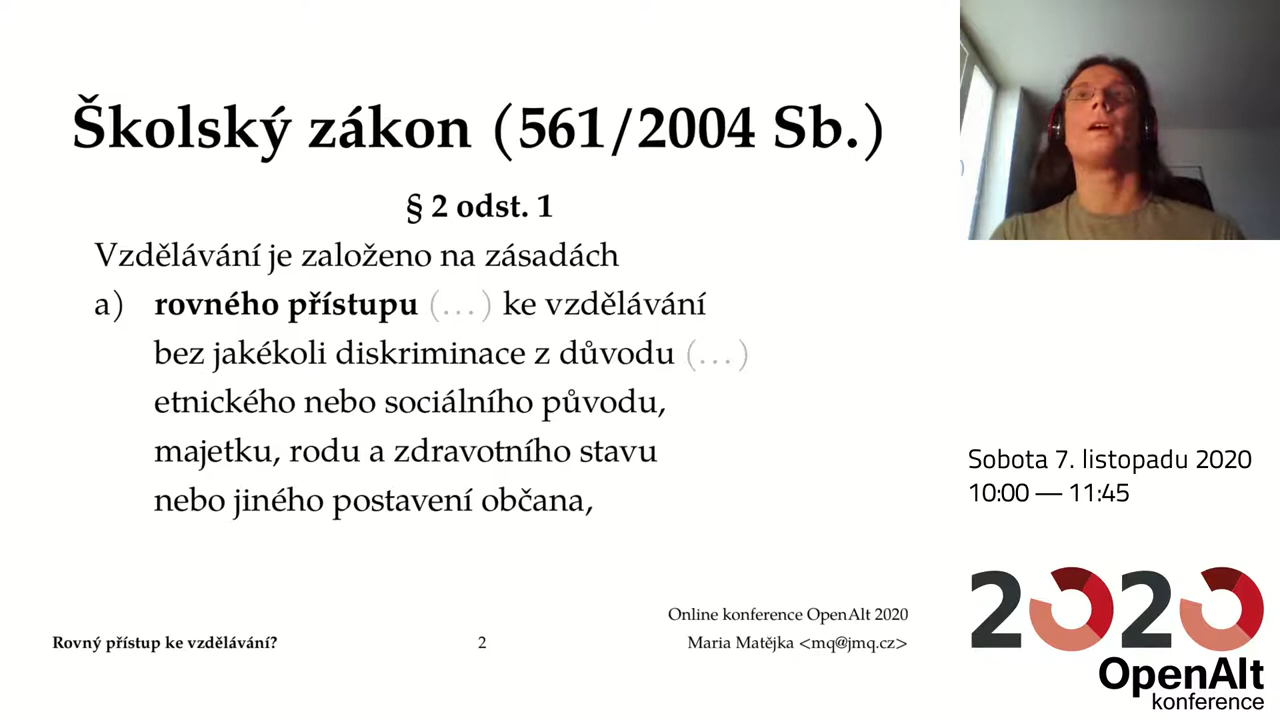 Školský zákon (561/2004 Sb.)
§ 2 odst. 1
Vzdělávání je založeno na zásadách
a) rovného přístupu (…) ke vzdělávání
bez jakékoli diskriminace z důvodu (…)
etnického nebo sociálního původu,
majetku, rodu a zdravotního stavu
nebo jiného postavení občana,
Online konference OpenAlt 2020
Rovný přístup ke vzdělávání? 2 Maria Matějka <mq@jmq.cz>
Sobota 7. listopadu 2020
10:00 — 11:45
2020
OpenAlt
konference